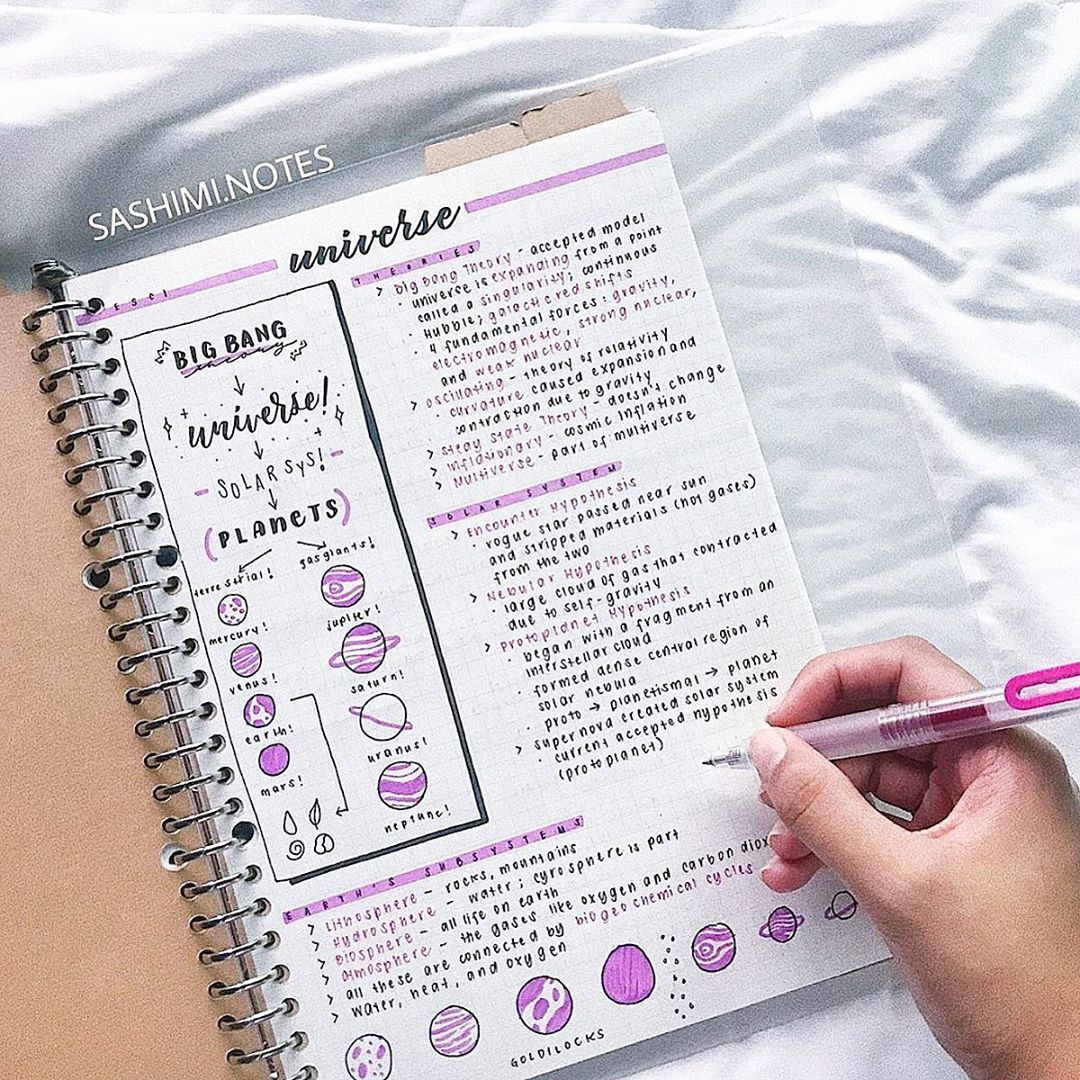 SASHIMI.NOTES
universe
ESCI
BIG BANG
theory
universe!
SOLAR SYS!
(PLANETS)
terrestrial!
gas giants!
mercury!
jupiter!
venus!
saturn!
earth!
uranus!
mars!
neptune!
THEORIES
> Big Bang Theory - accepted model
· universe is expanding from a point
called a singularity; continuous
· Hubble; galactic red shifts
· 4 fundamental forces: gravity,
electromagnetic, strong nuclear,
and weak nuclear
> oscillating - theory of relativity
· curvature caused expansion and
contraction due to gravity
> Steay State Theory - doesn't change
> Inflasionary - cosmic inflation
> Multiverse - part of multiverse
SOLAR SYSTEM
> Encounter Hypothesis
· rogue star passed near sun
and stripped materials (hot gases)
from the two
> Nebular Hypothesis
· large cloud of gas that contracted
due to self-gravity
> Protoplanet Hypothesis
· began with a fragment from an
interstellar cloud
· formed dense central region of
solar nebula
· proto → planetismal → planet
> supernova created solar system
· current accepted hypothesis
(protoplanet)
EARTH'S SUBSYSTEMS
> Lithosphere - rocks, mountains
> Hydrosphere - water; cyrosphere is part
> Biosphere - all life on earth
> Atmosphere - the gases like oxygen and carbon diox
> all these are connected by biogeochemical cycles
> water, heat, and oxygen
GOLDILOCKS